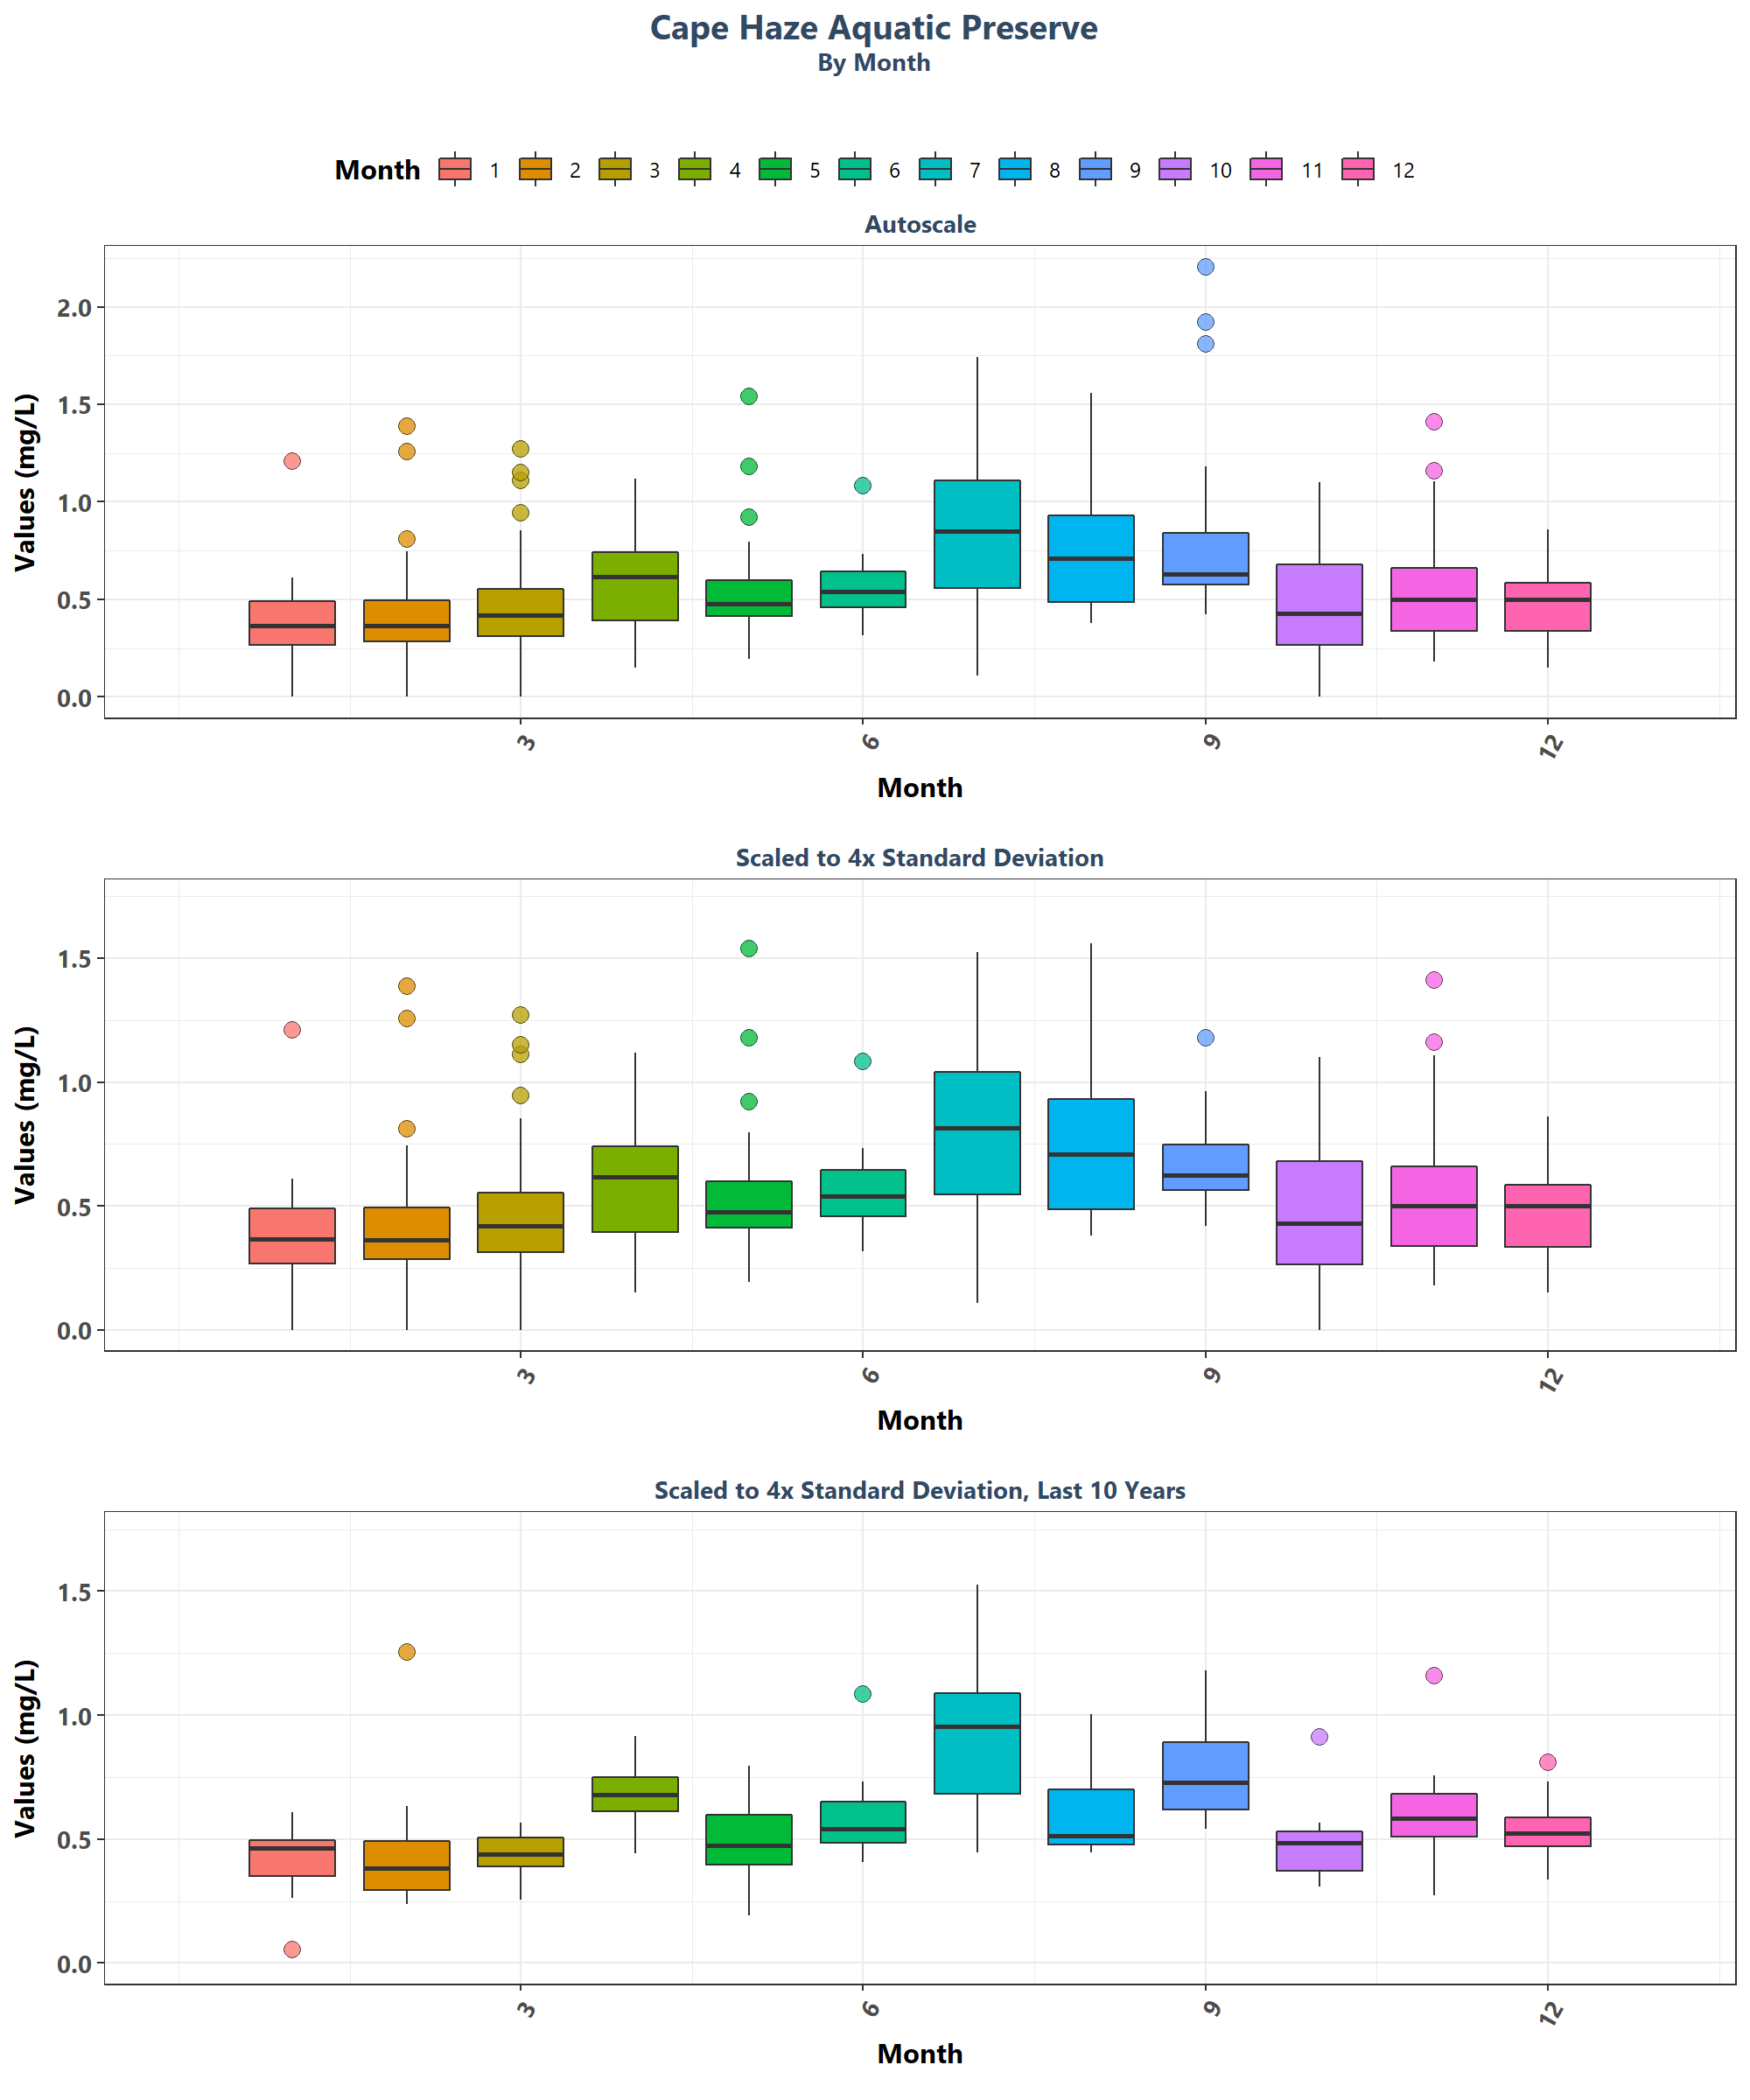 Cape Haze Aquatic Preserve
By Month
Month 1 2 3 4 5 6 7 8 9 10 11 12
Autoscale
Values (mg/L)
2.0
1.5
1.0
0.5
0.0
3 6 9 12
Month
Scaled to 4x Standard Deviation
Values (mg/L)
1.5
1.0
0.5
0.0
3 6 9 12
Month
Scaled to 4x Standard Deviation, Last 10 Years
Values (mg/L)
1.5
1.0
0.5
0.0
3 6 9 12
Month